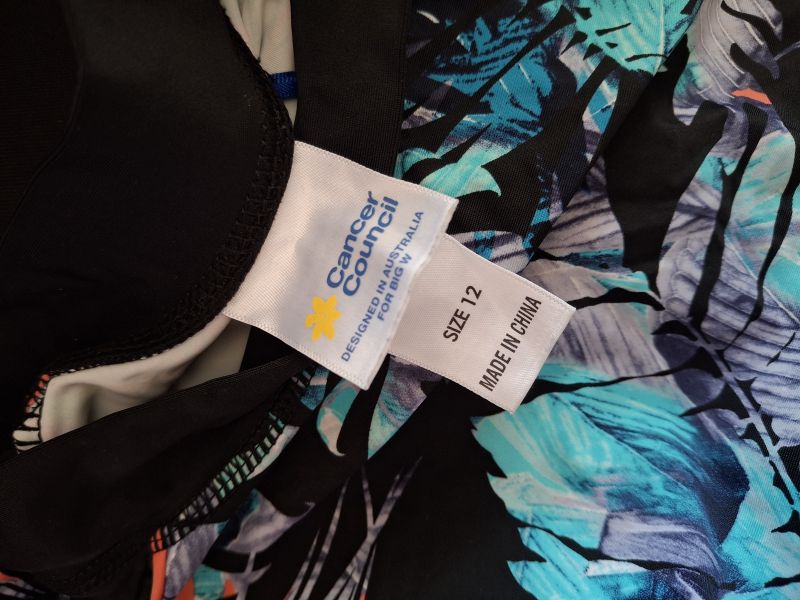 Cancer
Council
DESIGNED IN AUSTRALIA
FOR BIG W
SIZE 12
MADE IN CHINA